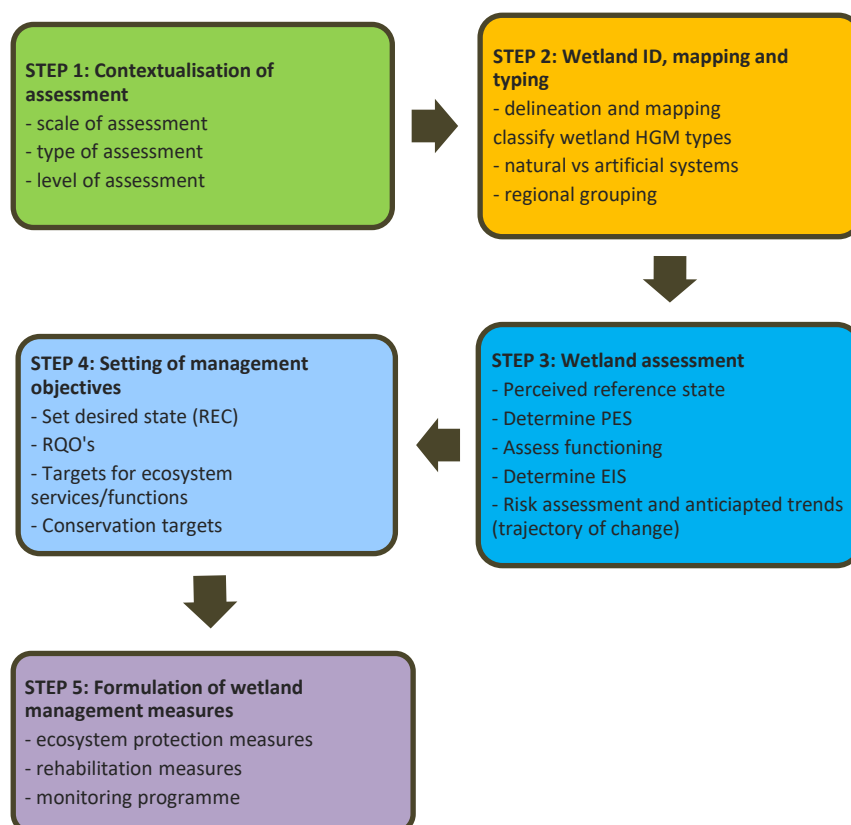 STEP 1: Contextualisation of
assessment
- scale of assessment
- type of assessment
- level of assessment
STEP 2: Wetland ID, mapping and
typing
- delineation and mapping
classify wetland HGM types
- natural vs artificial systems
- regional grouping
STEP 3: Wetland assessment
- Perceived reference state
- Determine PES
- Assess functioning
- Determine EIS
- Risk assessment and anticiapted trends
(trajectory of change)
STEP 4: Setting of management
objectives
- Set desired state (REC)
- RQO's
- Targets for ecosystem
services/functions
- Conservation targets
STEP 5: Formulation of wetland
management measures
- ecosystem protection measures
- rehabilitation measures
- monitoring programme